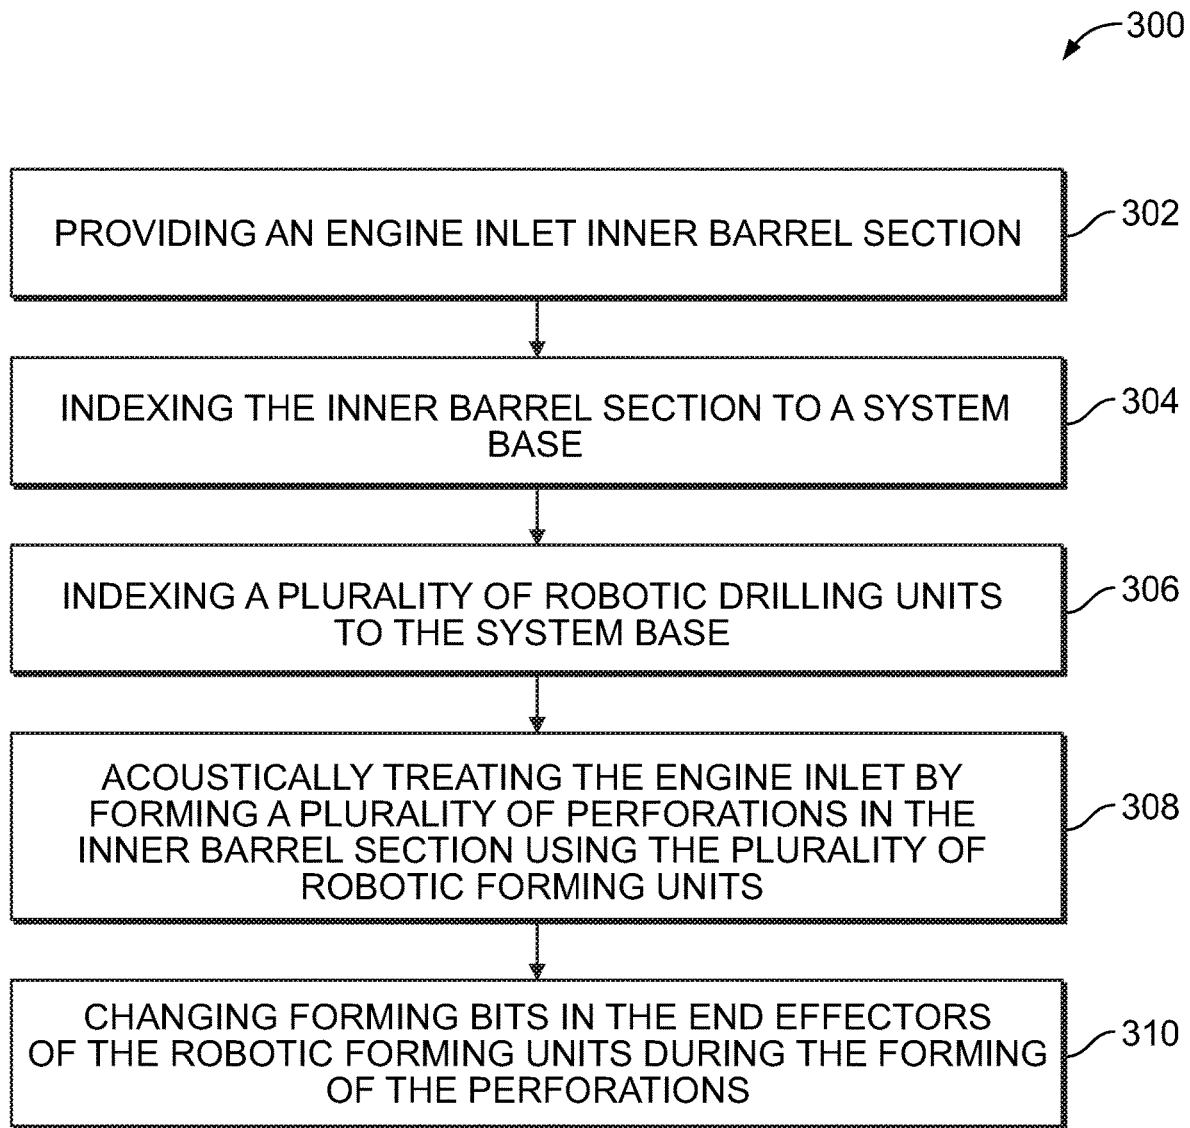 300
PROVIDING AN ENGINE INLET INNER BARREL SECTION
302
INDEXING THE INNER BARREL SECTION TO A SYSTEM
BASE
304
INDEXING A PLURALITY OF ROBOTIC DRILLING UNITS
TO THE SYSTEM BASE
306
ACOUSTICALLY TREATING THE ENGINE INLET BY
FORMING A PLURALITY OF PERFORATIONS IN THE
INNER BARREL SECTION USING THE PLURALITY OF
ROBOTIC FORMING UNITS
308
CHANGING FORMING BITS IN THE END EFFECTORS
OF THE ROBOTIC FORMING UNITS DURING THE FORMING
OF THE PERFORATIONS
310